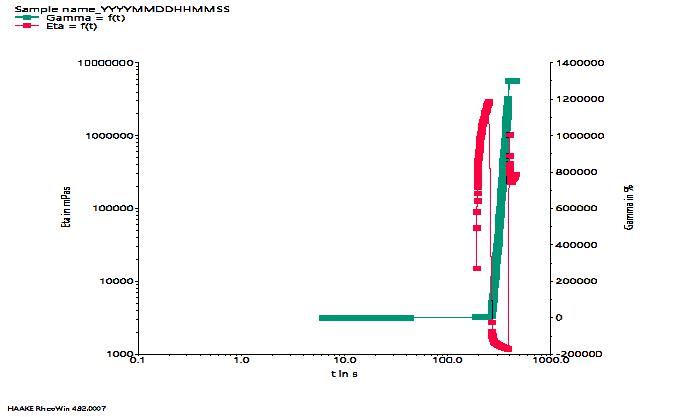 Sample name_YYYYMMDDHHMMSS
Gamma = f(t)
Eta = f(t)
10000000
1000000
100000
10000
1000
Eta in mPas
1400000
1200000
1000000
800000
600000
400000
200000
0
-200000
Gamma in %
0.1
1.0
10.0
100.0
1000.0
t in s
HAAKE RheoWin 4.82.0007